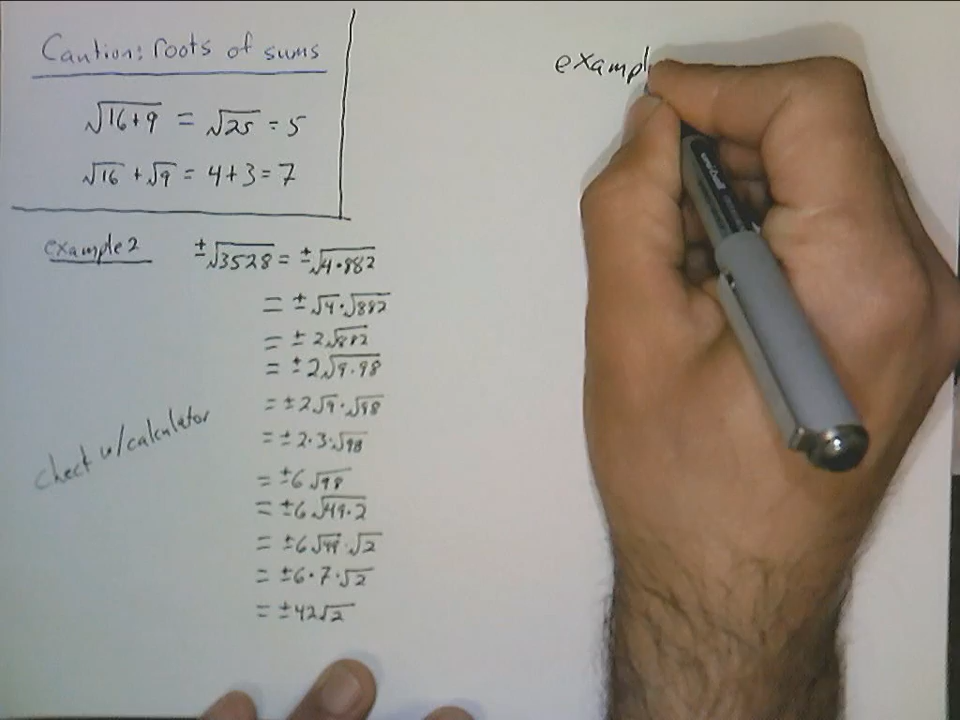 Caution: roots of sums
√16+9 = √25 = 5
√16 + √9 = 4+3=7
example 2 ±√3528 = ±√4·882
= ±√4·√882
= ±2√882
= ±2√9·98
= ±2√9·√98
= ±2·3·√98
= ±6√98
= ±6√49·2
= ±6√49·√2
= ±6·7·√2
= ±42√2
check w/calculator
exampl